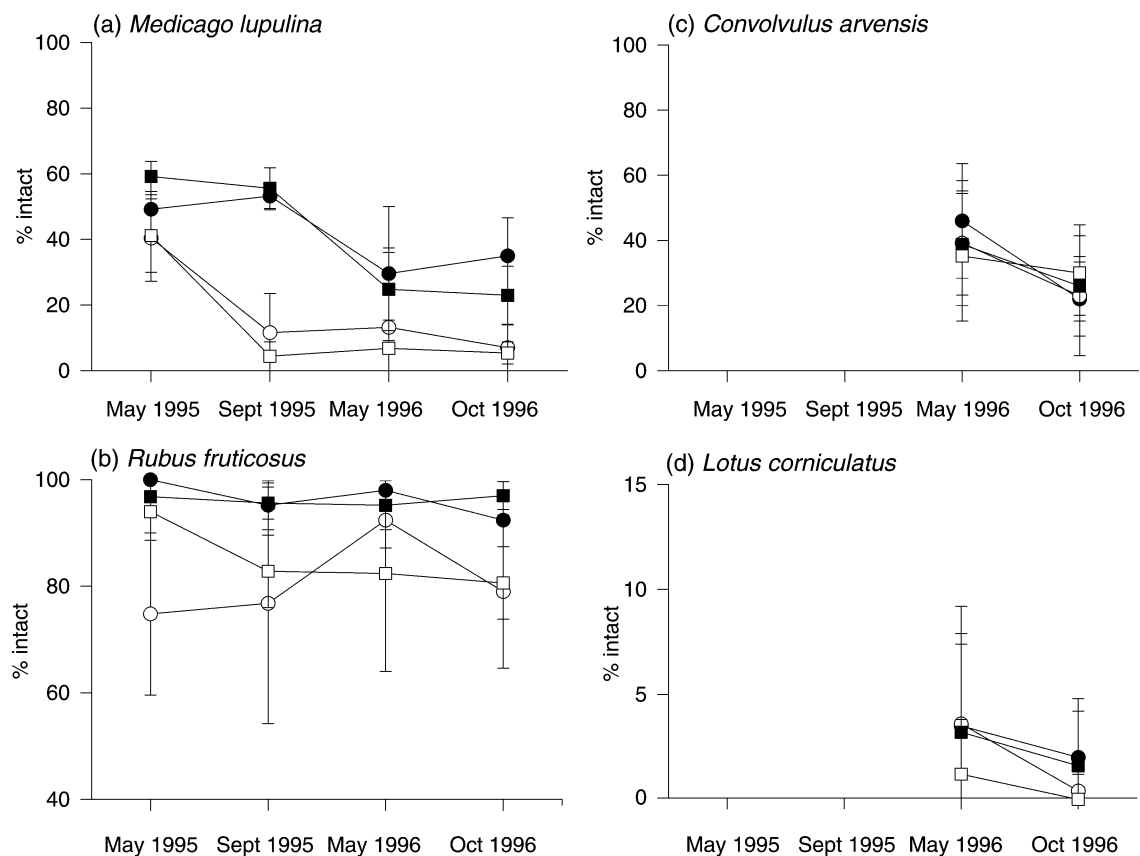 (a) Medicago lupulina
100
80
60
40
20
0
% intact
May 1995 Sept 1995 May 1996 Oct 1996
(c) Convolvulus arvensis
100
80
60
40
20
0
% intact
May 1995 Sept 1995 May 1996 Oct 1996
(b) Rubus fruticosus
100
80
60
40
% intact
May 1995 Sept 1995 May 1996 Oct 1996
(d) Lotus corniculatus
15
10
5
0
% intact
May 1995 Sept 1995 May 1996 Oct 1996